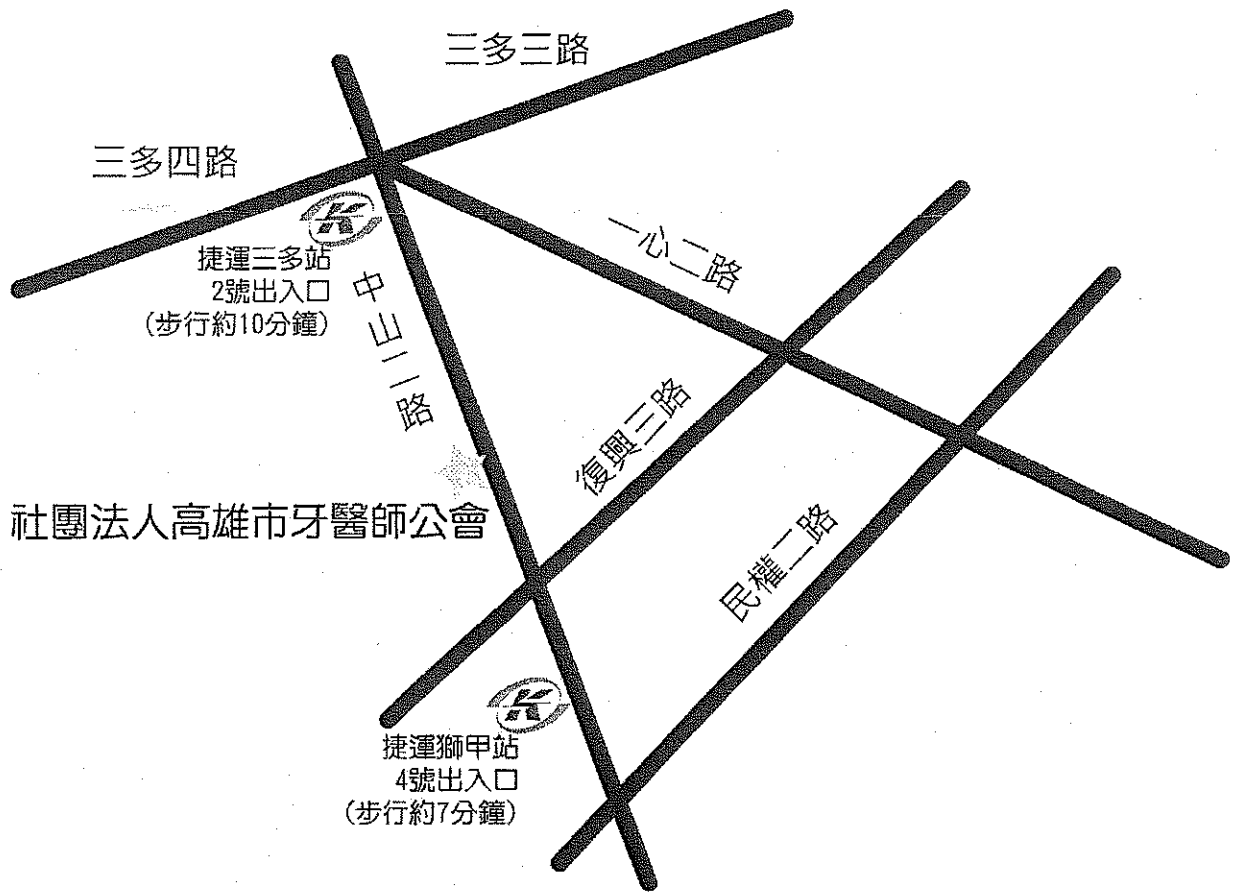 三多三路
三多四路
一心二路
捷運三多站
2號出入口
(步行約10分鐘)
中山二路
復興三路
社團法人高雄市牙醫師公會
民權二路
捷運獅甲站
4號出入口
(步行約7分鐘)